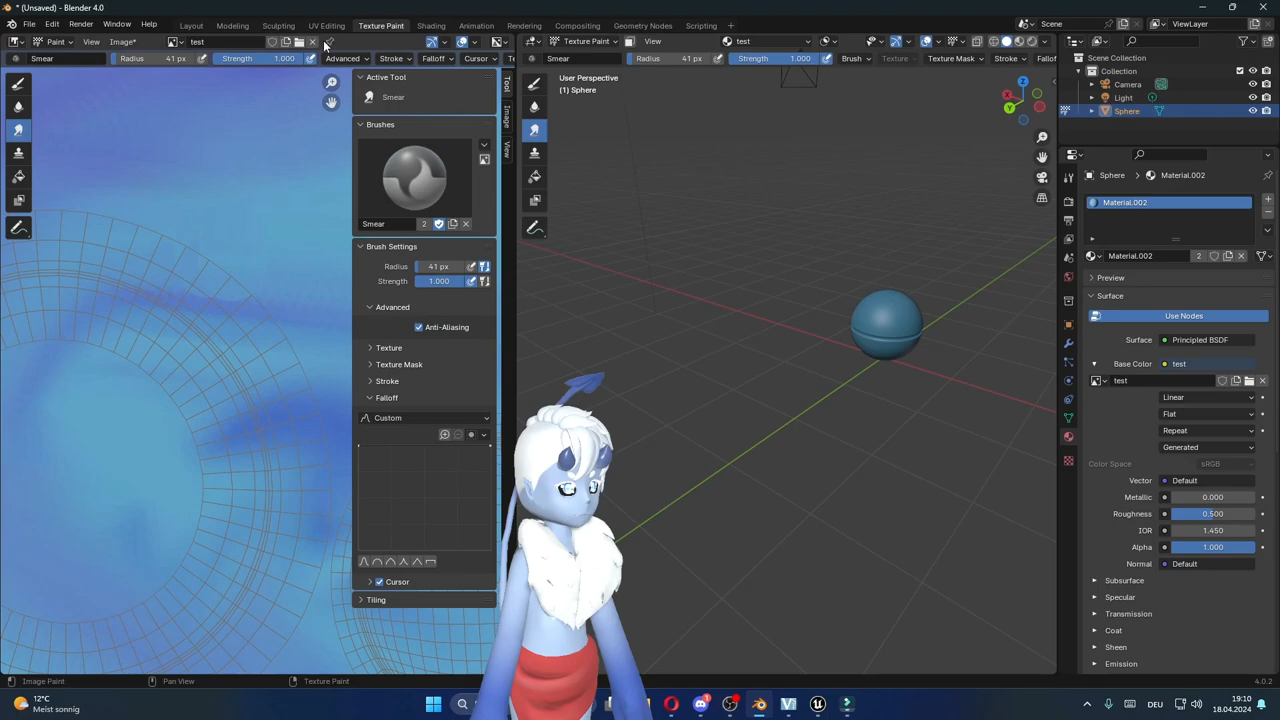 * (Unsaved) - Blender 4.0
File Edit Render Window Help Layout Modeling Sculpting UV Editing Texture Paint Shading Animation Rendering Compositing Geometry Nodes Scripting + Scene ViewLayer
Paint View Image* test Texture Paint View test
Smear Radius 41 px Strength 1.000 Advanced Stroke Falloff Cursor Te Smear Radius 41 px Strength 1.000 Brush Texture Texture Mask Stroke Fallof
Scene Collection
Collection
Camera
Light
Sphere
Active Tool
Smear
Brushes
Smear 2
Brush Settings
Radius 41 px
Strength 1.000
Advanced
Anti-Aliasing
Texture
Texture Mask
Stroke
Falloff
Custom
Cursor
Tiling
Tool
Image
View
User Perspective
(1) Sphere
Z
X
Y
Sphere Material.002
Material.002
Material.002 2
Preview
Surface
Use Nodes
Surface Principled BSDF
Base Color test
test
Linear
Flat
Repeat
Generated
Color Space sRGB
Vector Default
Metallic 0.000
Roughness 0.500
IOR 1.450
Alpha 1.000
Normal Default
Subsurface
Specular
Transmission
Coat
Sheen
Emission
Image Paint Pan View Texture Paint 4.0.2
12°C
Meist sonnig
1
DEU
19:10
18.04.2024